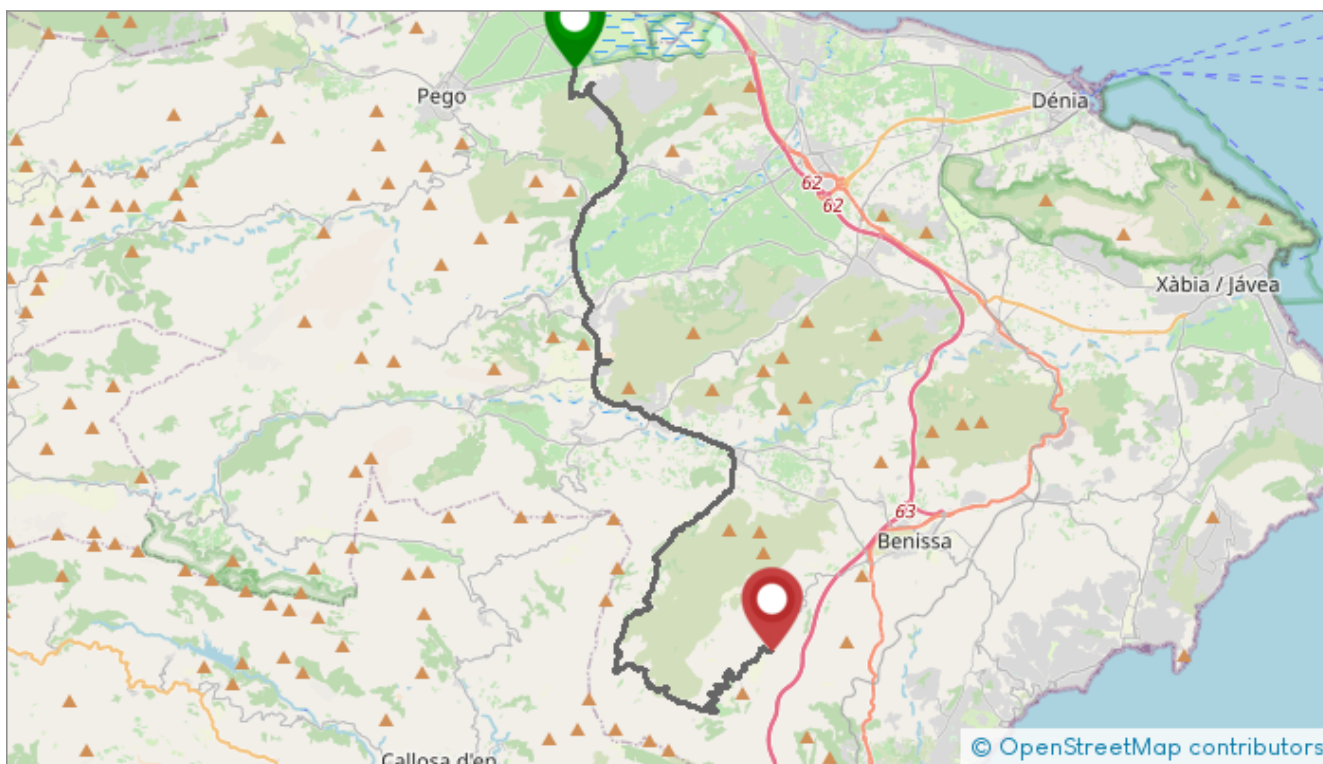 Pego
Dénia
62
62
Xàbia / Jávea
63
Benissa
Callosa d'en
© OpenStreetMap contributors